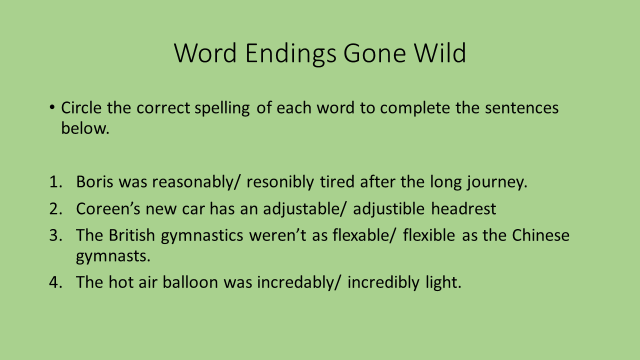 Word Endings Gone Wild
• Circle the correct spelling of each word to complete the sentences
below.
1. Boris was reasonably/ resonibly tired after the long journey.
2. Coreen’s new car has an adjustable/ adjustible headrest
3. The British gymnastics weren’t as flexable/ flexible as the Chinese
gymnasts.
4. The hot air balloon was incredably/ incredibly light.